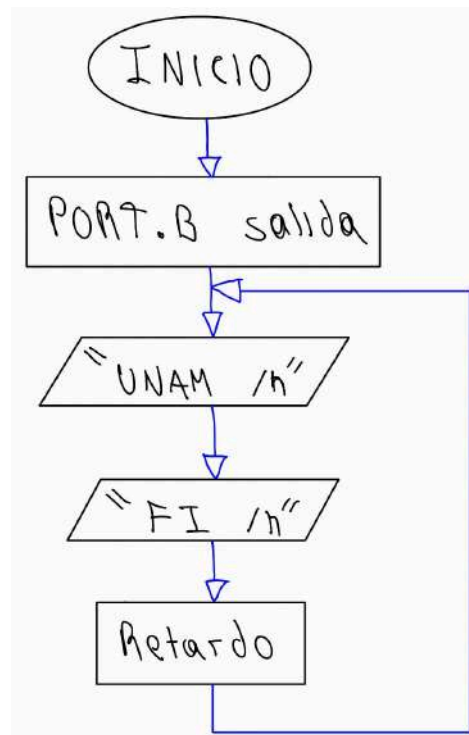 INICIO
PORT.B salida
"UNAM /n"
"FI /n"
Retardo